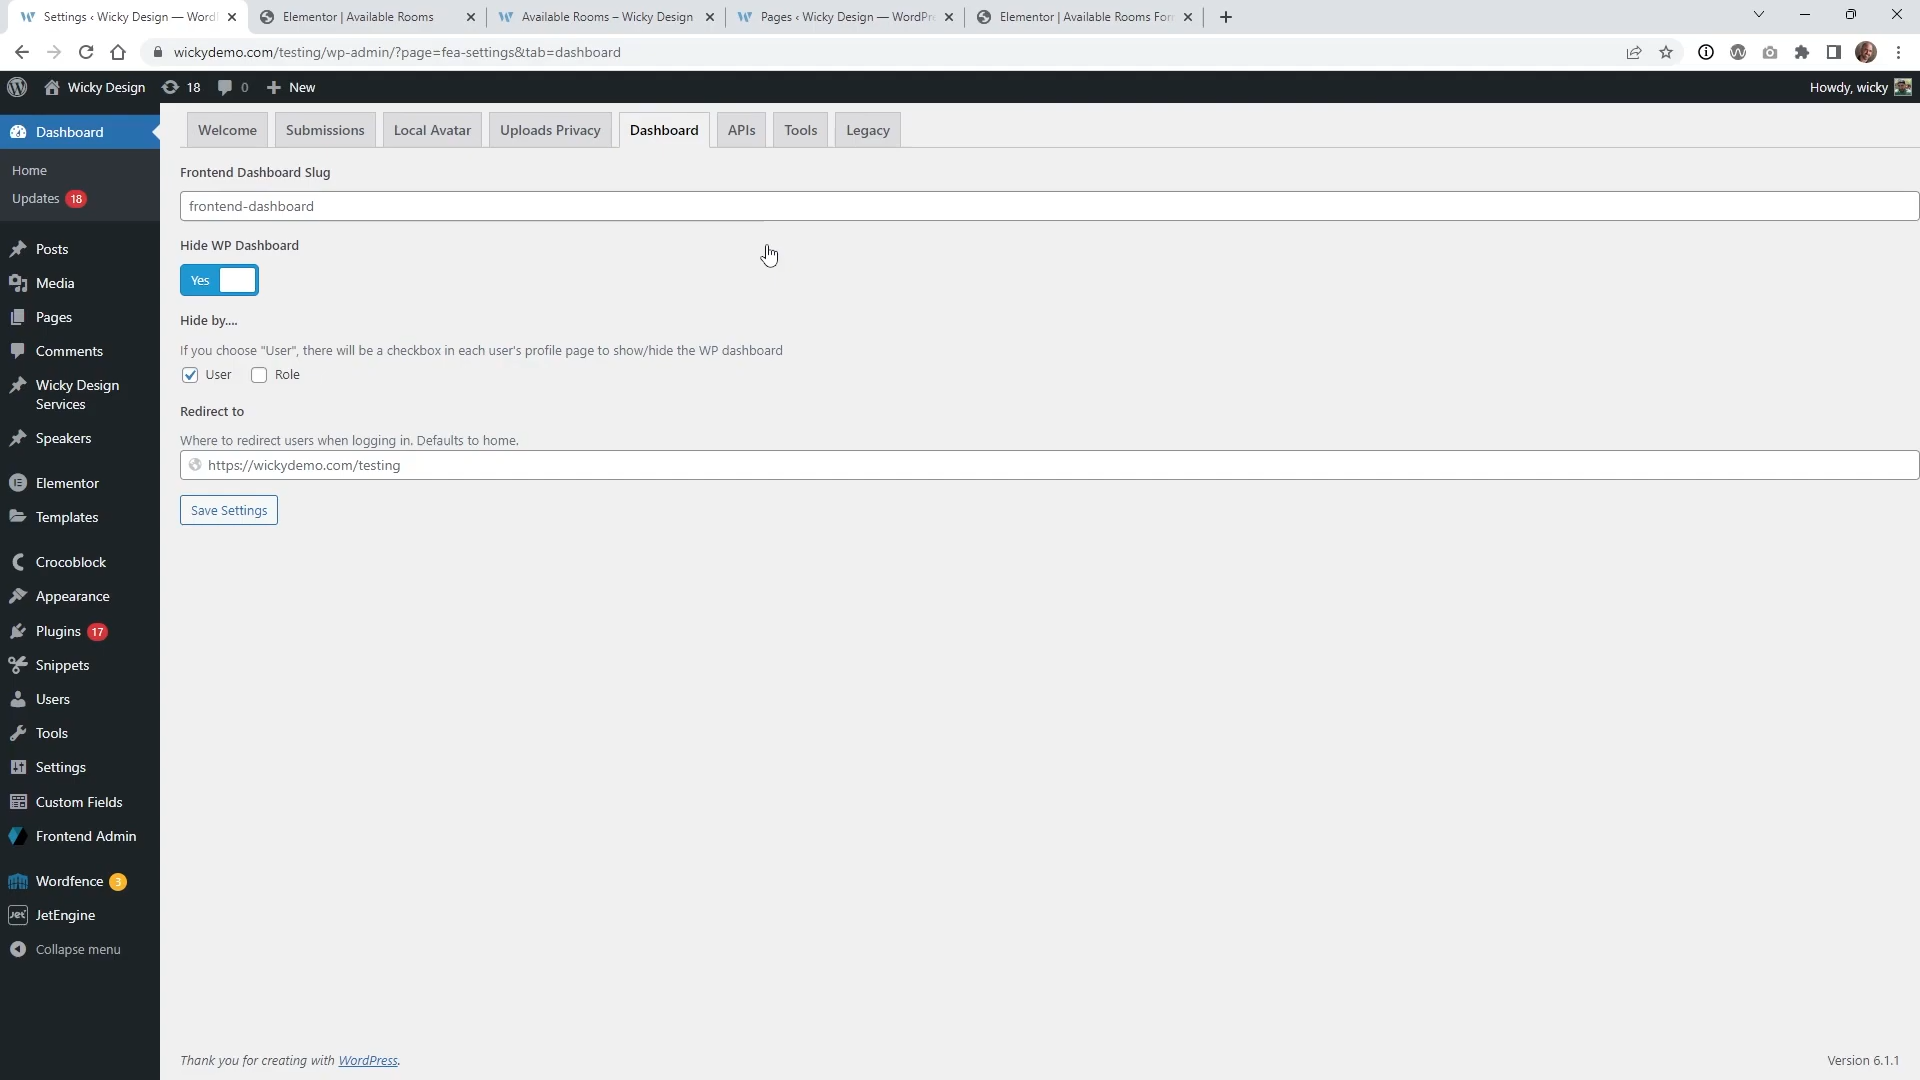 Settings ‹ Wicky Design — Word
Elementor | Available Rooms
Available Rooms – Wicky Design
Pages ‹ Wicky Design — WordPre
Elementor | Available Rooms For
wickydemo.com/testing/wp-admin/?page=fea-settings&tab=dashboard
Wicky Design
18
0
New
Howdy, wicky
Dashboard
Home
Updates 18
Posts
Media
Pages
Comments
Wicky Design
Services
Speakers
Elementor
Templates
Crocoblock
Appearance
Plugins 17
Snippets
Users
Tools
Settings
Custom Fields
Frontend Admin
Wordfence 3
JetEngine
Collapse menu
Welcome
Submissions
Local Avatar
Uploads Privacy
Dashboard
APIs
Tools
Legacy
Frontend Dashboard Slug
frontend-dashboard
Hide WP Dashboard
Yes
Hide by....
If you choose "User", there will be a checkbox in each user's profile page to show/hide the WP dashboard
User
Role
Redirect to
Where to redirect users when logging in. Defaults to home.
https://wickydemo.com/testing
Save Settings
Thank you for creating with WordPress.
Version 6.1.1